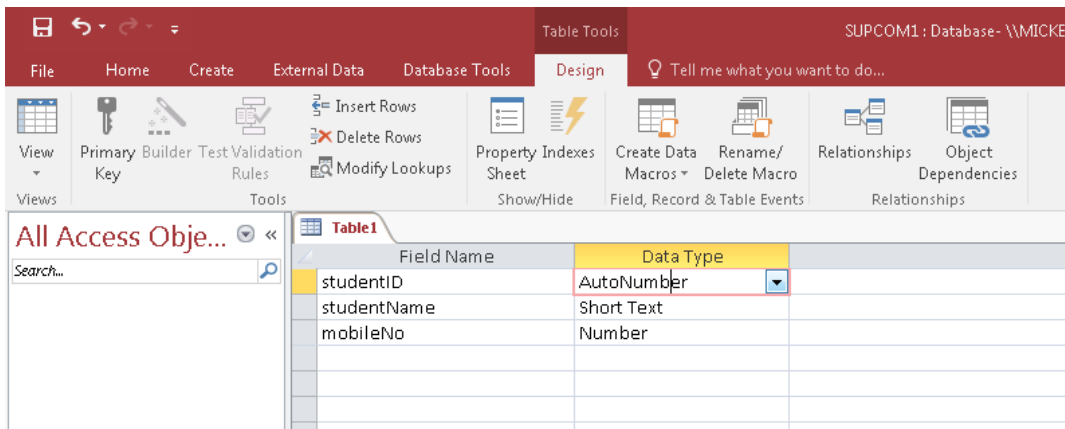 Table Tools SUPCOM1 : Database- \\MICKE
File Home Create External Data Database Tools Design Tell me what you want to do...
View
Views
Primary Key
Builder
Test Validation Rules
Insert Rows
Delete Rows
Modify Lookups
Tools
Property Sheet
Indexes
Show/Hide
Create Data Macros
Rename/ Delete Macro
Field, Record & Table Events
Relationships
Object Dependencies
Relationships
All Access Obje... «
Search...
Table1
Field Name Data Type
studentID AutoNumber
studentName Short Text
mobileNo Number